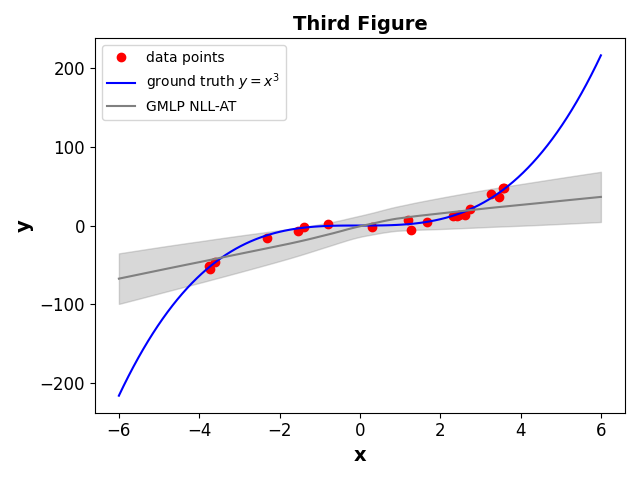 Third Figure
data points
ground truth $y = x^3$
GMLP NLL-AT
y
200
100
0
−100
−200
−6 −4 −2 0 2 4 6
x